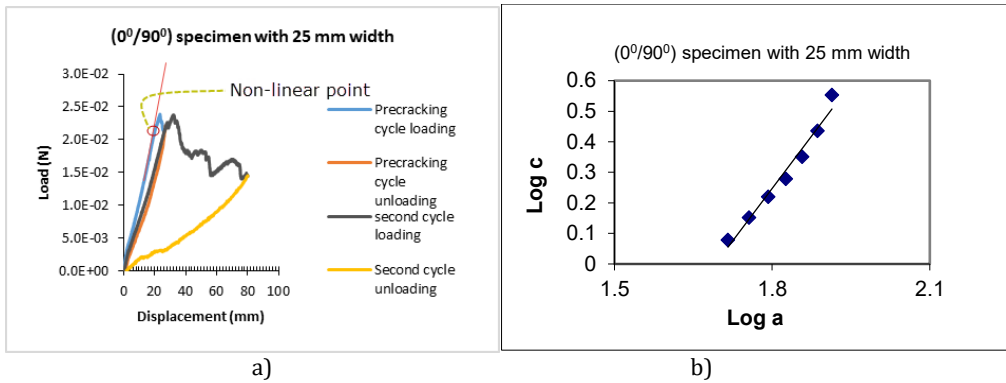 (0⁰/90⁰) specimen with 25 mm width
3.0E-02
2.5E-02
2.0E-02
1.5E-02
1.0E-02
5.0E-03
0.0E+00
Load (N)
0 20 40 60 80 100
Displacement (mm)
Non-linear point
Precracking
cycle loading
Precracking
cycle
unloading
second cycle
loading
Second cycle
unloading
a)
(0⁰/90⁰) specimen with 25 mm width
0.6
0.5
0.4
0.3
0.2
0.1
0
Log c
1.5 1.8 2.1
Log a
b)